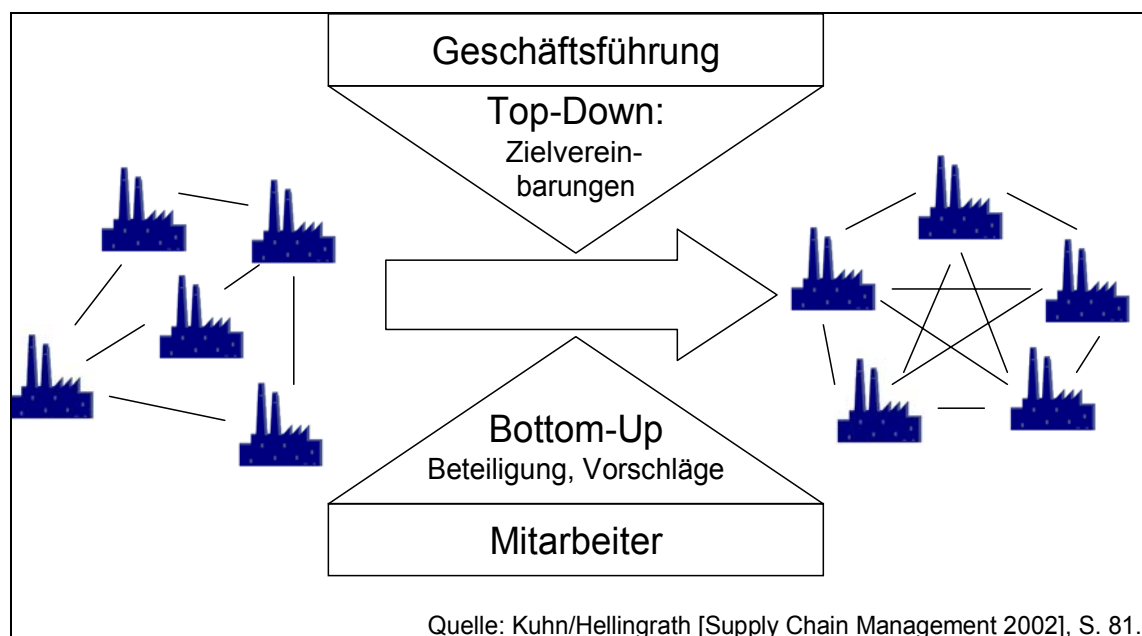 Geschäftsführung
Top-Down:
Zielverein-
barungen
Bottom-Up
Beteiligung, Vorschläge
Mitarbeiter
Quelle: Kuhn/Hellingrath [Supply Chain Management 2002], S. 81.